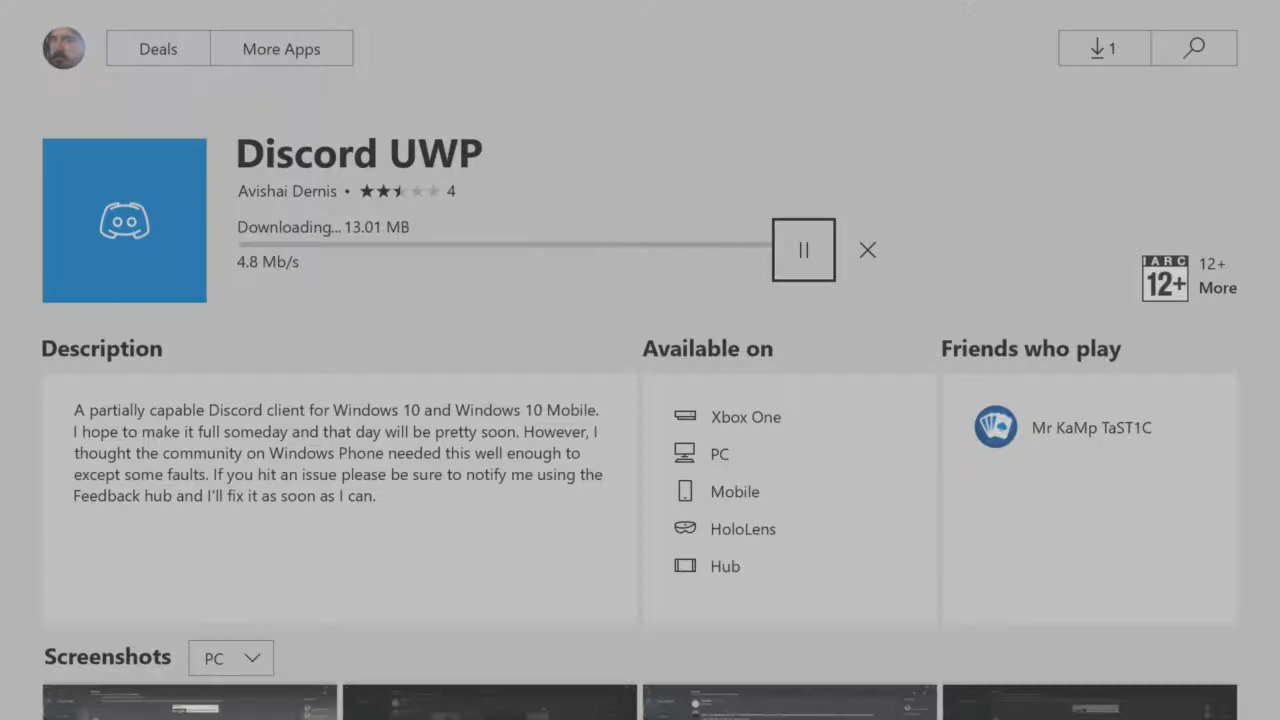 Deals
More Apps
1
Discord UWP
Avishai Dernis • 4
Downloading... 13.01 MB
4.8 Mb/s
IARC
12+
12+
More
Description
A partially capable Discord client for Windows 10 and Windows 10 Mobile.
I hope to make it full someday and that day will be pretty soon. However, I
thought the community on Windows Phone needed this well enough to
except some faults. If you hit an issue please be sure to notify me using the
Feedback hub and I'll fix it as soon as I can.
Available on
Xbox One
PC
Mobile
HoloLens
Hub
Friends who play
Mr KaMp TaST1C
Screenshots
PC